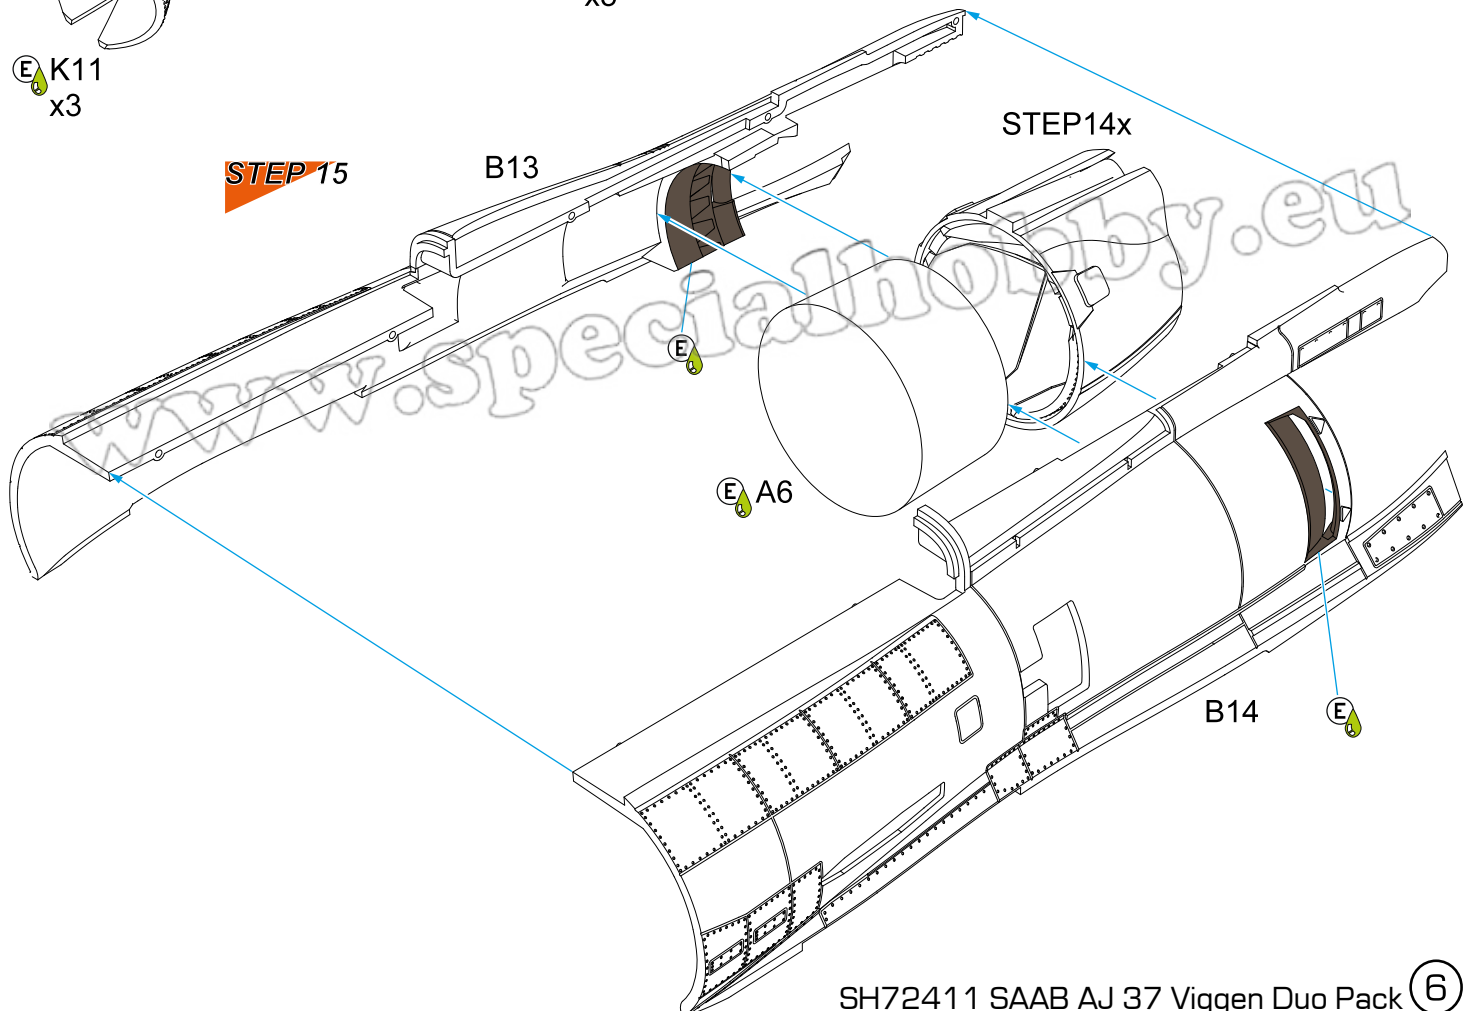 x3
E K11
x3
STEP 15
B13
STEP14x
www.specialhobby.eu
E
E A6
B14
E
SH72411 SAAB AJ 37 Viggen Duo Pack 6